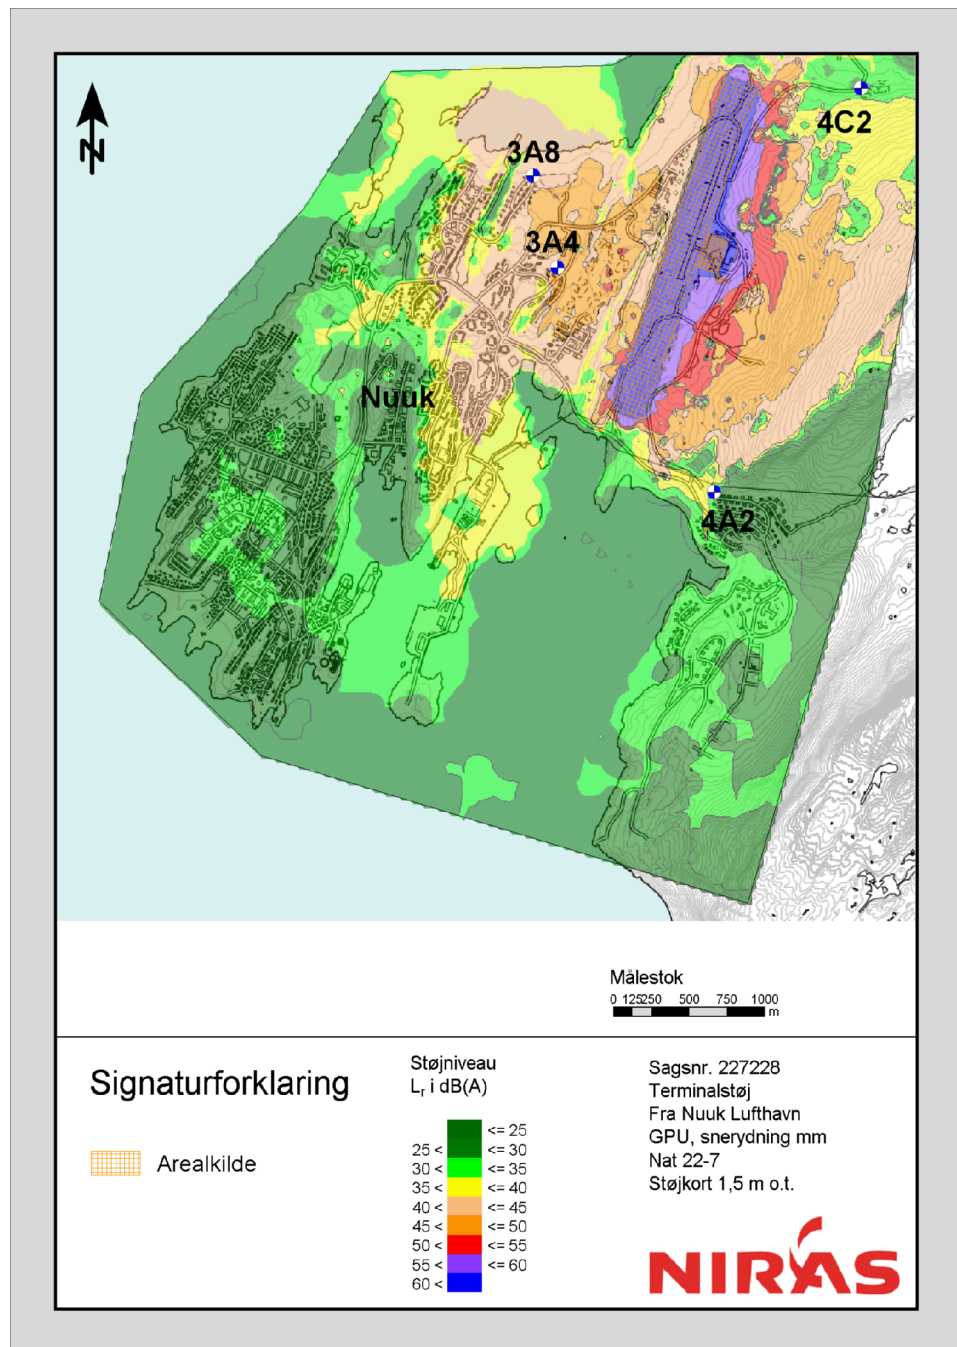 N
4C2
3A8
3A4
Nuuk
4A2
Målestok
0 125250 500 750 1000
m
Signaturforklaring
Arealkilde
Støjniveau
Lr i dB(A)
<= 25
25 < <= 30
30 < <= 35
35 < <= 40
40 < <= 45
45 < <= 50
50 < <= 55
55 < <= 60
60 <
Sagsnr. 227228
Terminalstøj
Fra Nuuk Lufthavn
GPU, snerydning mm
Nat 22-7
Støjkort 1,5 m o.t.
NIRAS